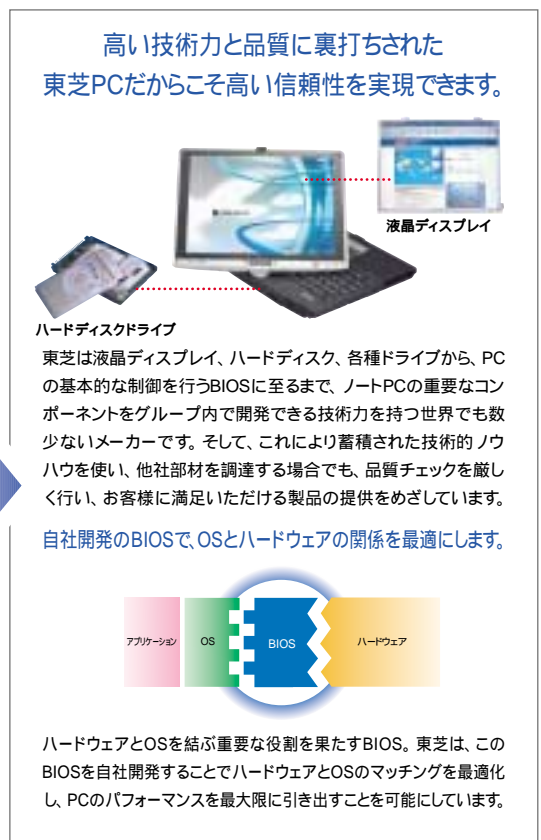 高い技術力と品質に裏打ちされた
東芝PCだからこそ高い信頼性を実現できます。
液晶ディスプレイ
ハードディスクドライブ
東芝は液晶ディスプレイ、ハードディスク、各種ドライブから、PC
の基本的な制御を行うBIOSに至るまで、ノートPCの重要なコン
ポーネントをグループ内で開発できる技術力を持つ世界でも数
少ないメーカーです。そして、これにより蓄積された技術的ノウ
ハウを使い、他社部材を調達する場合でも、品質チェックを厳し
く行い、お客様に満足いただける製品の提供をめざしています。
自社開発のBIOSで、OSとハードウェアの関係を最適にします。
アプリケーション OS BIOS ハードウェア
ハードウェアとOSを結ぶ重要な役割を果たすBIOS。東芝は、この
BIOSを自社開発することでハードウェアとOSのマッチングを最適化
し、PCのパフォーマンスを最大限に引き出すことを可能にしています。